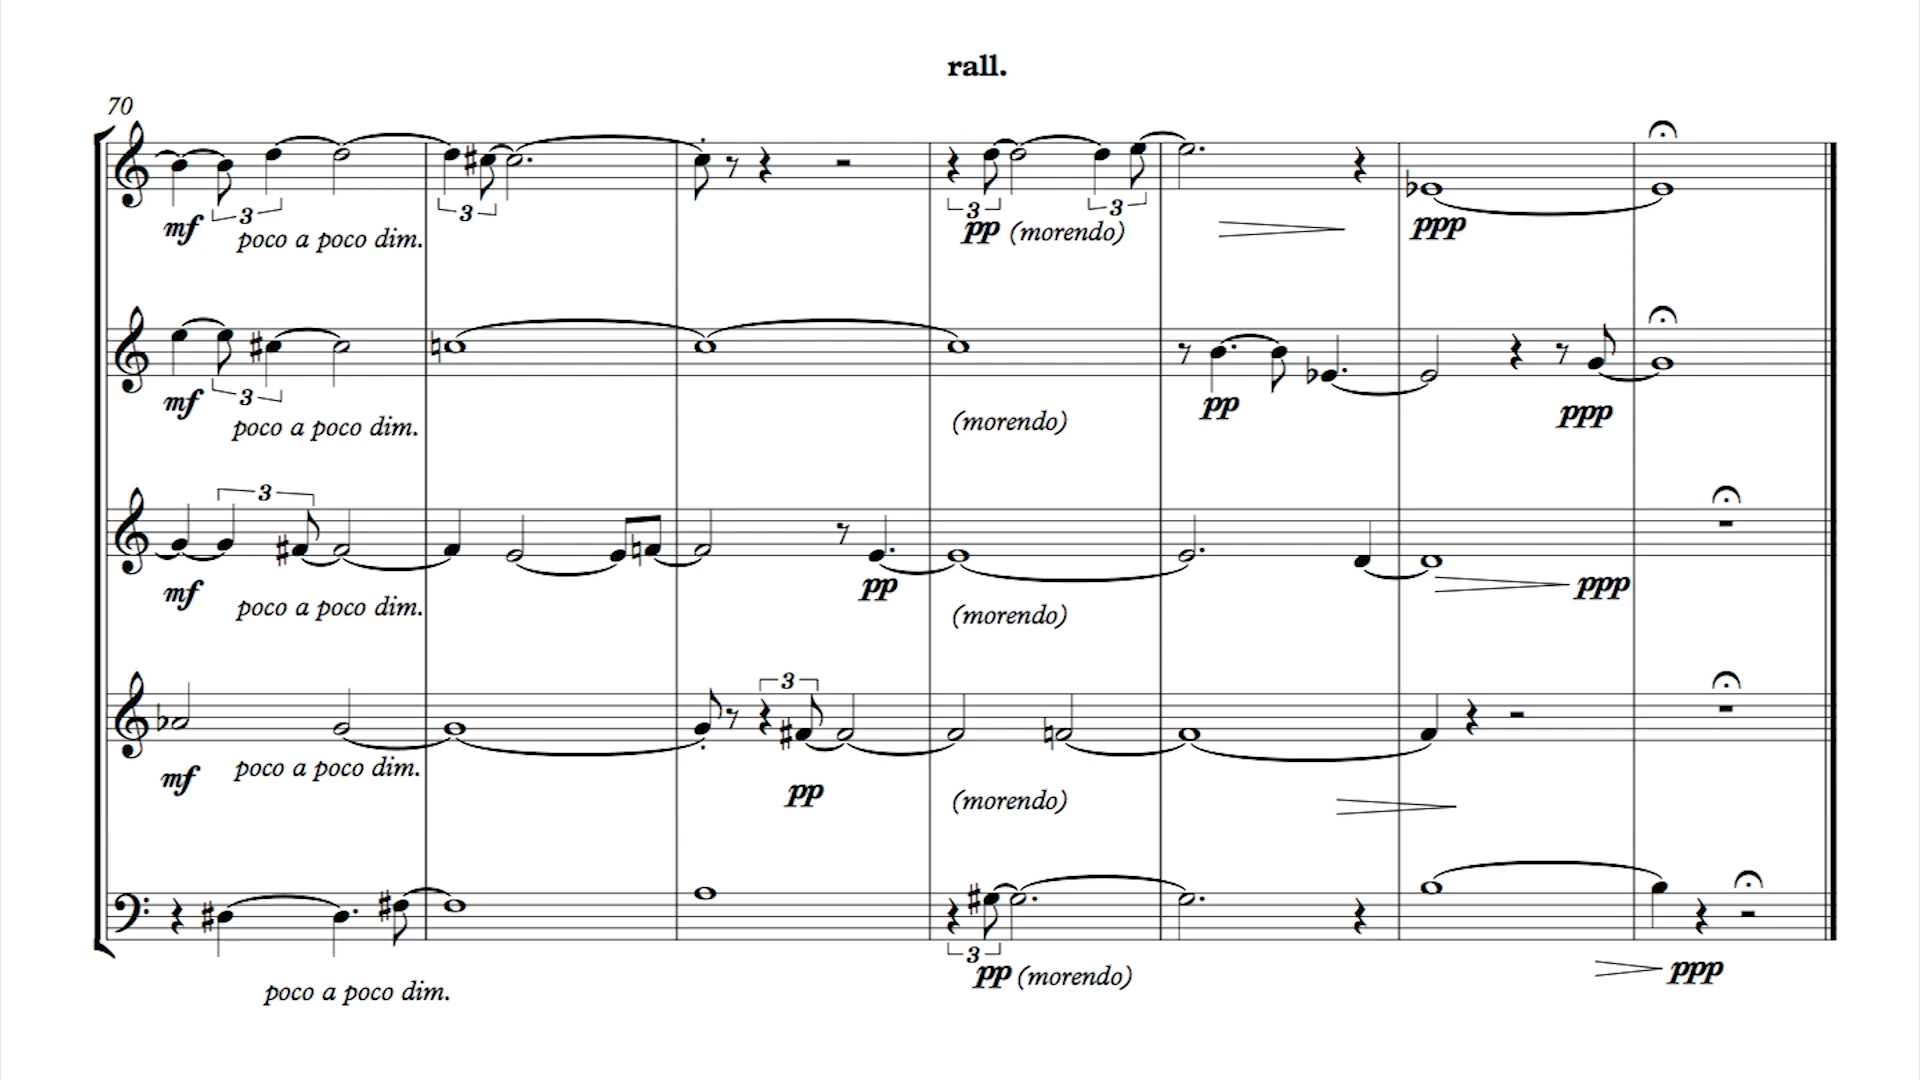 rall.
70
3 3 3 3
mf poco a poco dim. pp (morendo) ppp
3
mf poco a poco dim. (morendo) pp ppp
3
mf poco a poco dim. pp (morendo) ppp
3
mf poco a poco dim. pp (morendo)
3
poco a poco dim. pp (morendo) ppp